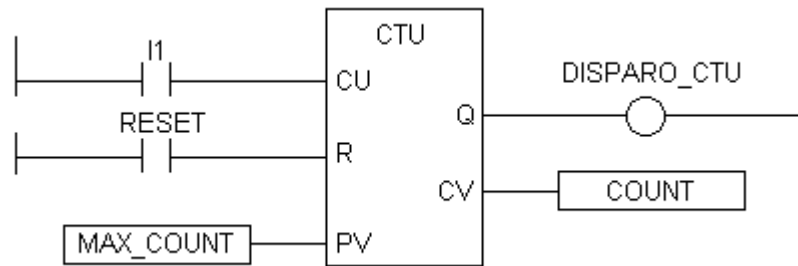 CTU
I1
CU
DISPARO_CTU
RESET
Q
R
CV
COUNT
MAX_COUNT
PV